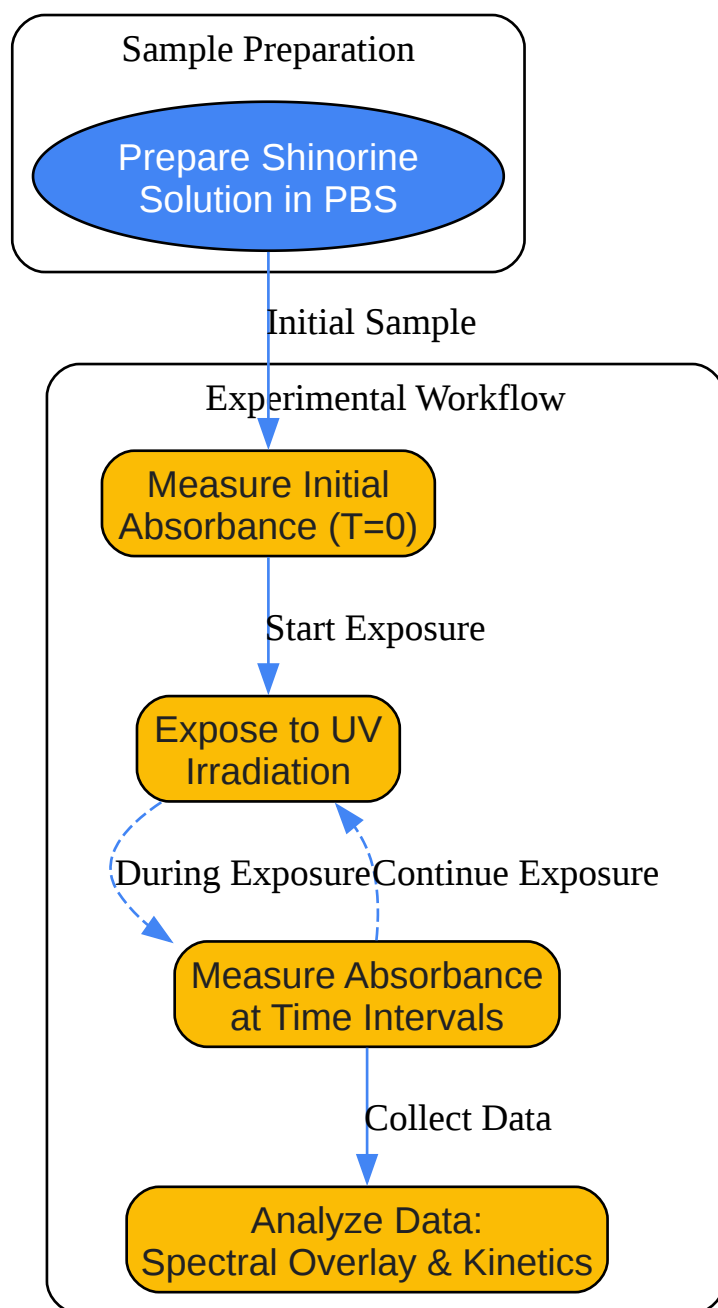 Sample Preparation
Prepare Shinorine
Solution in PBS
Initial Sample
Experimental Workflow
Measure Initial
Absorbance (T=0)
Start Exposure
Expose to UV
Irradiation
During Exposure
Continue Exposure
Measure Absorbance
at Time Intervals
Collect Data
Analyze Data:
Spectral Overlay & Kinetics